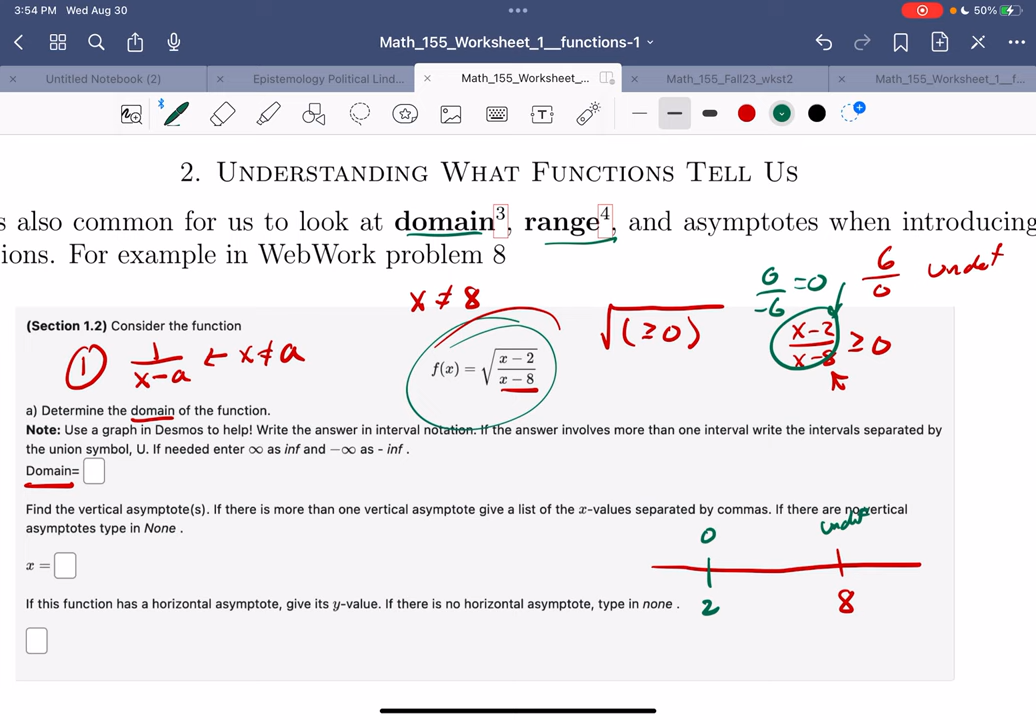 3:54 PM Wed Aug 30
50%
Math_155_Worksheet_1__functions-1
Untitled Notebook (2)
Epistemology Political Lind...
Math_155_Worksheet_...
Math_155_Fall23_wkst2
Math_155_Worksheet_1__f...
2. Understanding What Functions Tell Us
s also common for us to look at domain³, range⁴, and asymptotes when introducing
ions. For example in WebWork problem 8
0/-6 = 0
6/0 undef
x ≠ 8
√(≥0)
x-2/x-8 ≥ 0
(Section 1.2) Consider the function
① 1/x-a ← x ≠ a
f(x) = √(x − 2/x − 8)
a) Determine the domain of the function.
Note: Use a graph in Desmos to help! Write the answer in interval notation. If the answer involves more than one interval write the intervals separated by
the union symbol, U. If needed enter ∞ as inf and −∞ as - inf .
Domain=
Find the vertical asymptote(s). If there is more than one vertical asymptote give a list of the x-values separated by commas. If there are no vertical
asymptotes type in None .
0 undef
x =
2 8
If this function has a horizontal asymptote, give its y-value. If there is no horizontal asymptote, type in none .